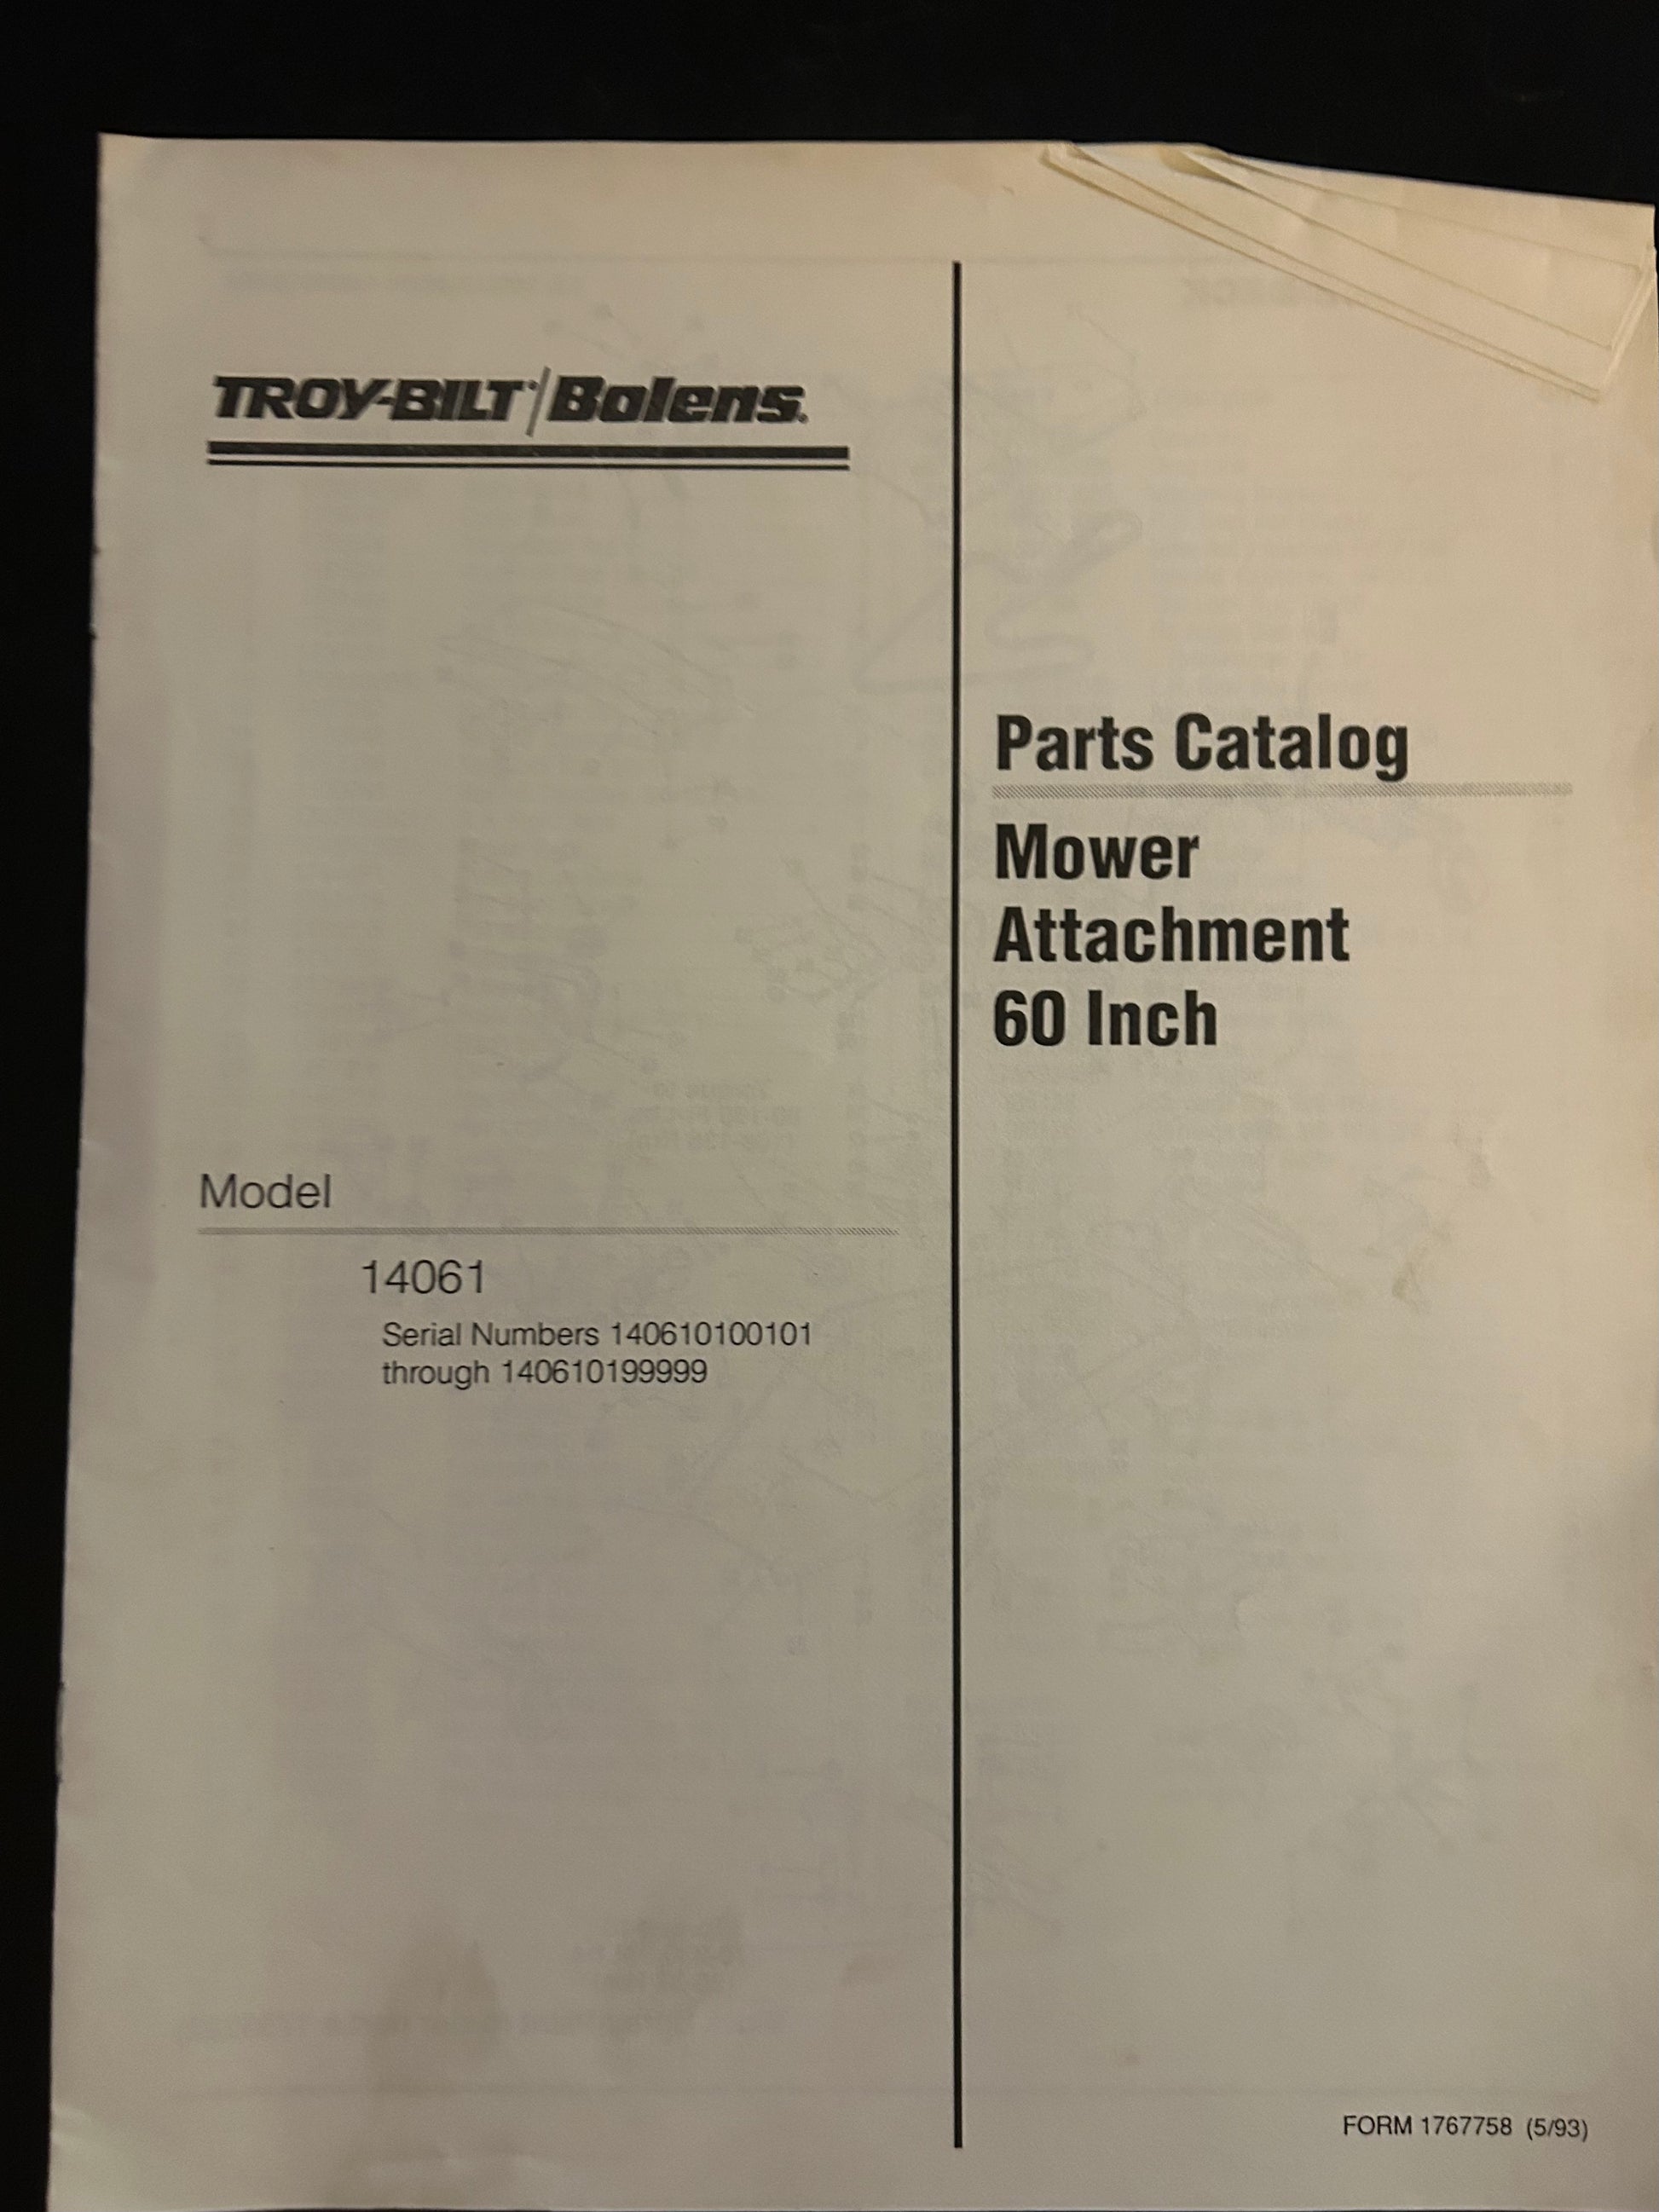 TROY-BILT®/Bolens®
Parts Catalog
Mower
Attachment
60 Inch
Model
14061
Serial Numbers 140610100101
through 140610199999
FORM 1767758 (5/93)